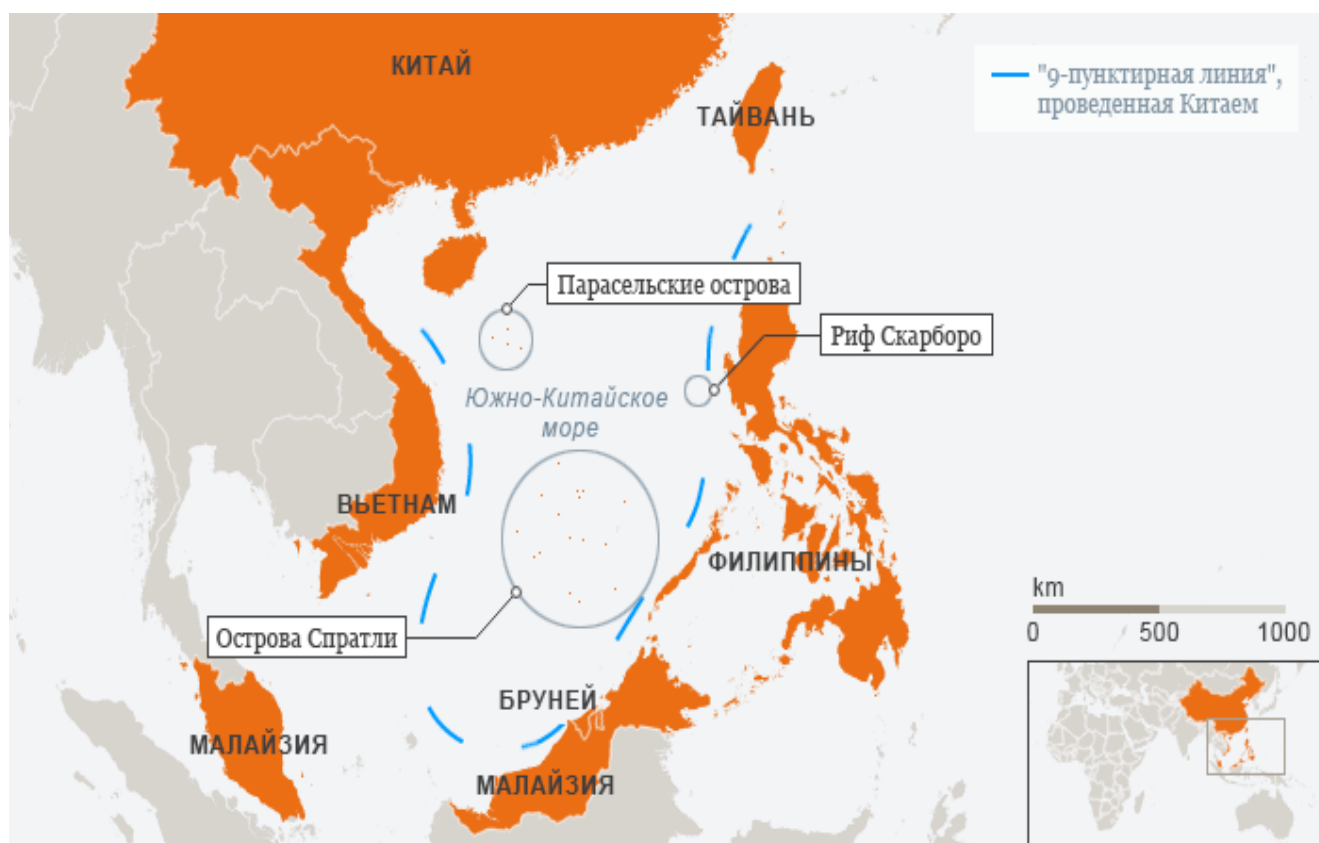 КИТАЙ
"9-пунктирная линия",
проведенная Китаем
ТАЙВАНЬ
Парасельские острова
Риф Скарборо
Южно-Китайское
море
ВЬЕТНАМ
ФИЛИППИНЫ
km
0 500 1000
Острова Спратли
БРУНЕЙ
МАЛАЙЗИЯ
МАЛАЙЗИЯ